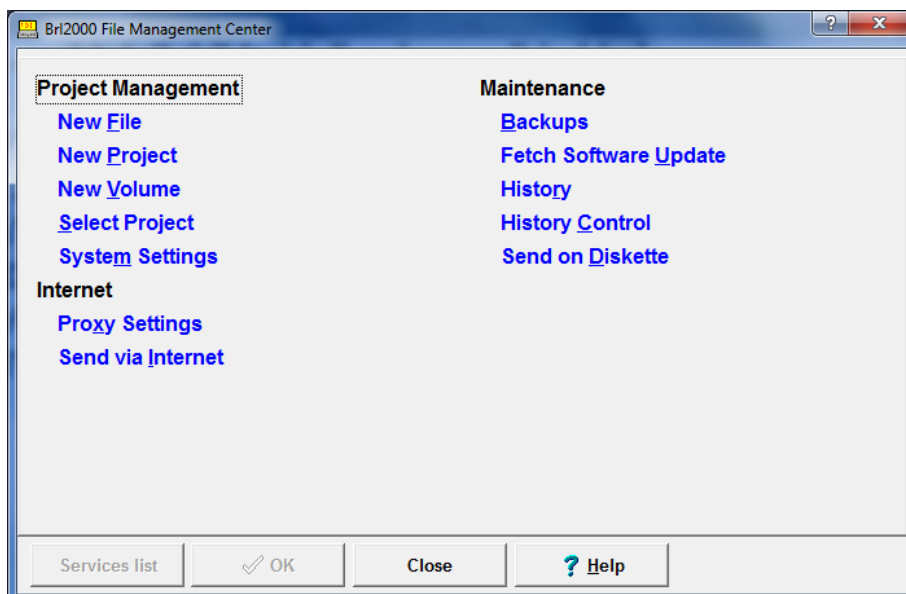 Brl2000 File Management Center
Project Management
New File
New Project
New Volume
Select Project
System Settings
Internet
Proxy Settings
Send via Internet
Maintenance
Backups
Fetch Software Update
History
History Control
Send on Diskette
Services list
OK
Close
? Help